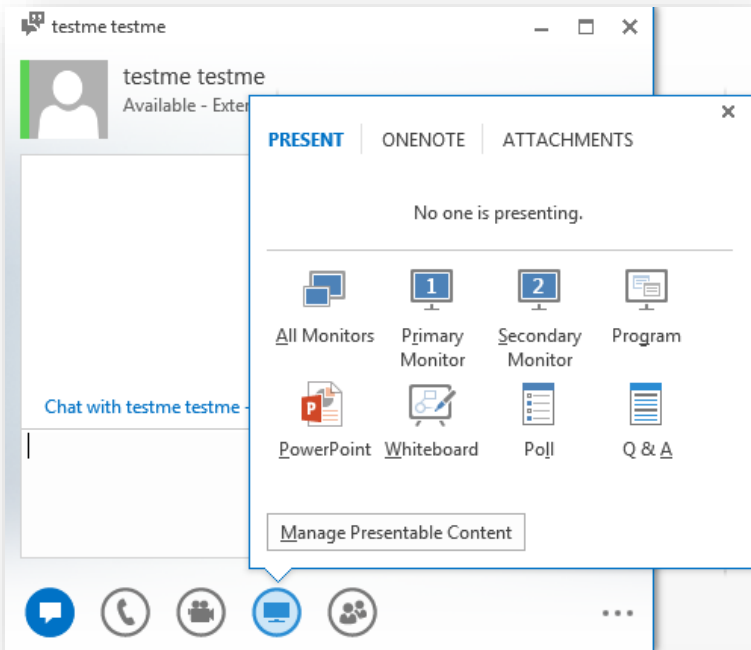 testme testme
testme testme
Available - Exter
PRESENT ONENOTE ATTACHMENTS
No one is presenting.
1 2
All Monitors Primary Monitor Secondary Monitor Program
P
PowerPoint Whiteboard Poll Q & A
Chat with testme testme -
Manage Presentable Content